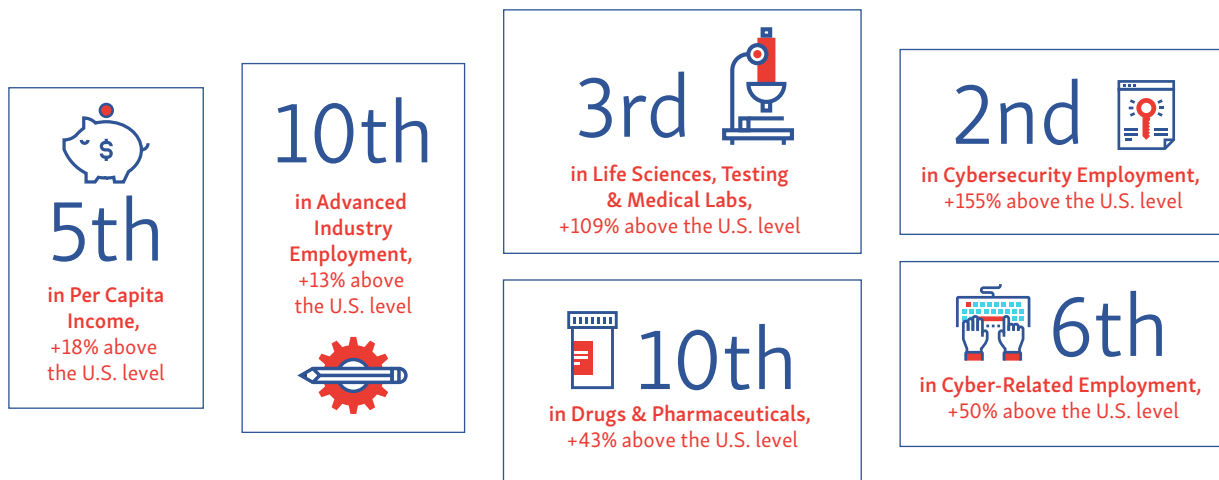 $
5th
in Per Capita
Income,
+18% above
the U.S. level
10th
in Advanced
Industry
Employment,
+13% above
the U.S. level
3rd
in Life Sciences, Testing
& Medical Labs,
+109% above the U.S. level
10th
in Drugs & Pharmaceuticals,
+43% above the U.S. level
2nd
in Cybersecurity Employment,
+155% above the U.S. level
6th
in Cyber-Related Employment,
+50% above the U.S. level